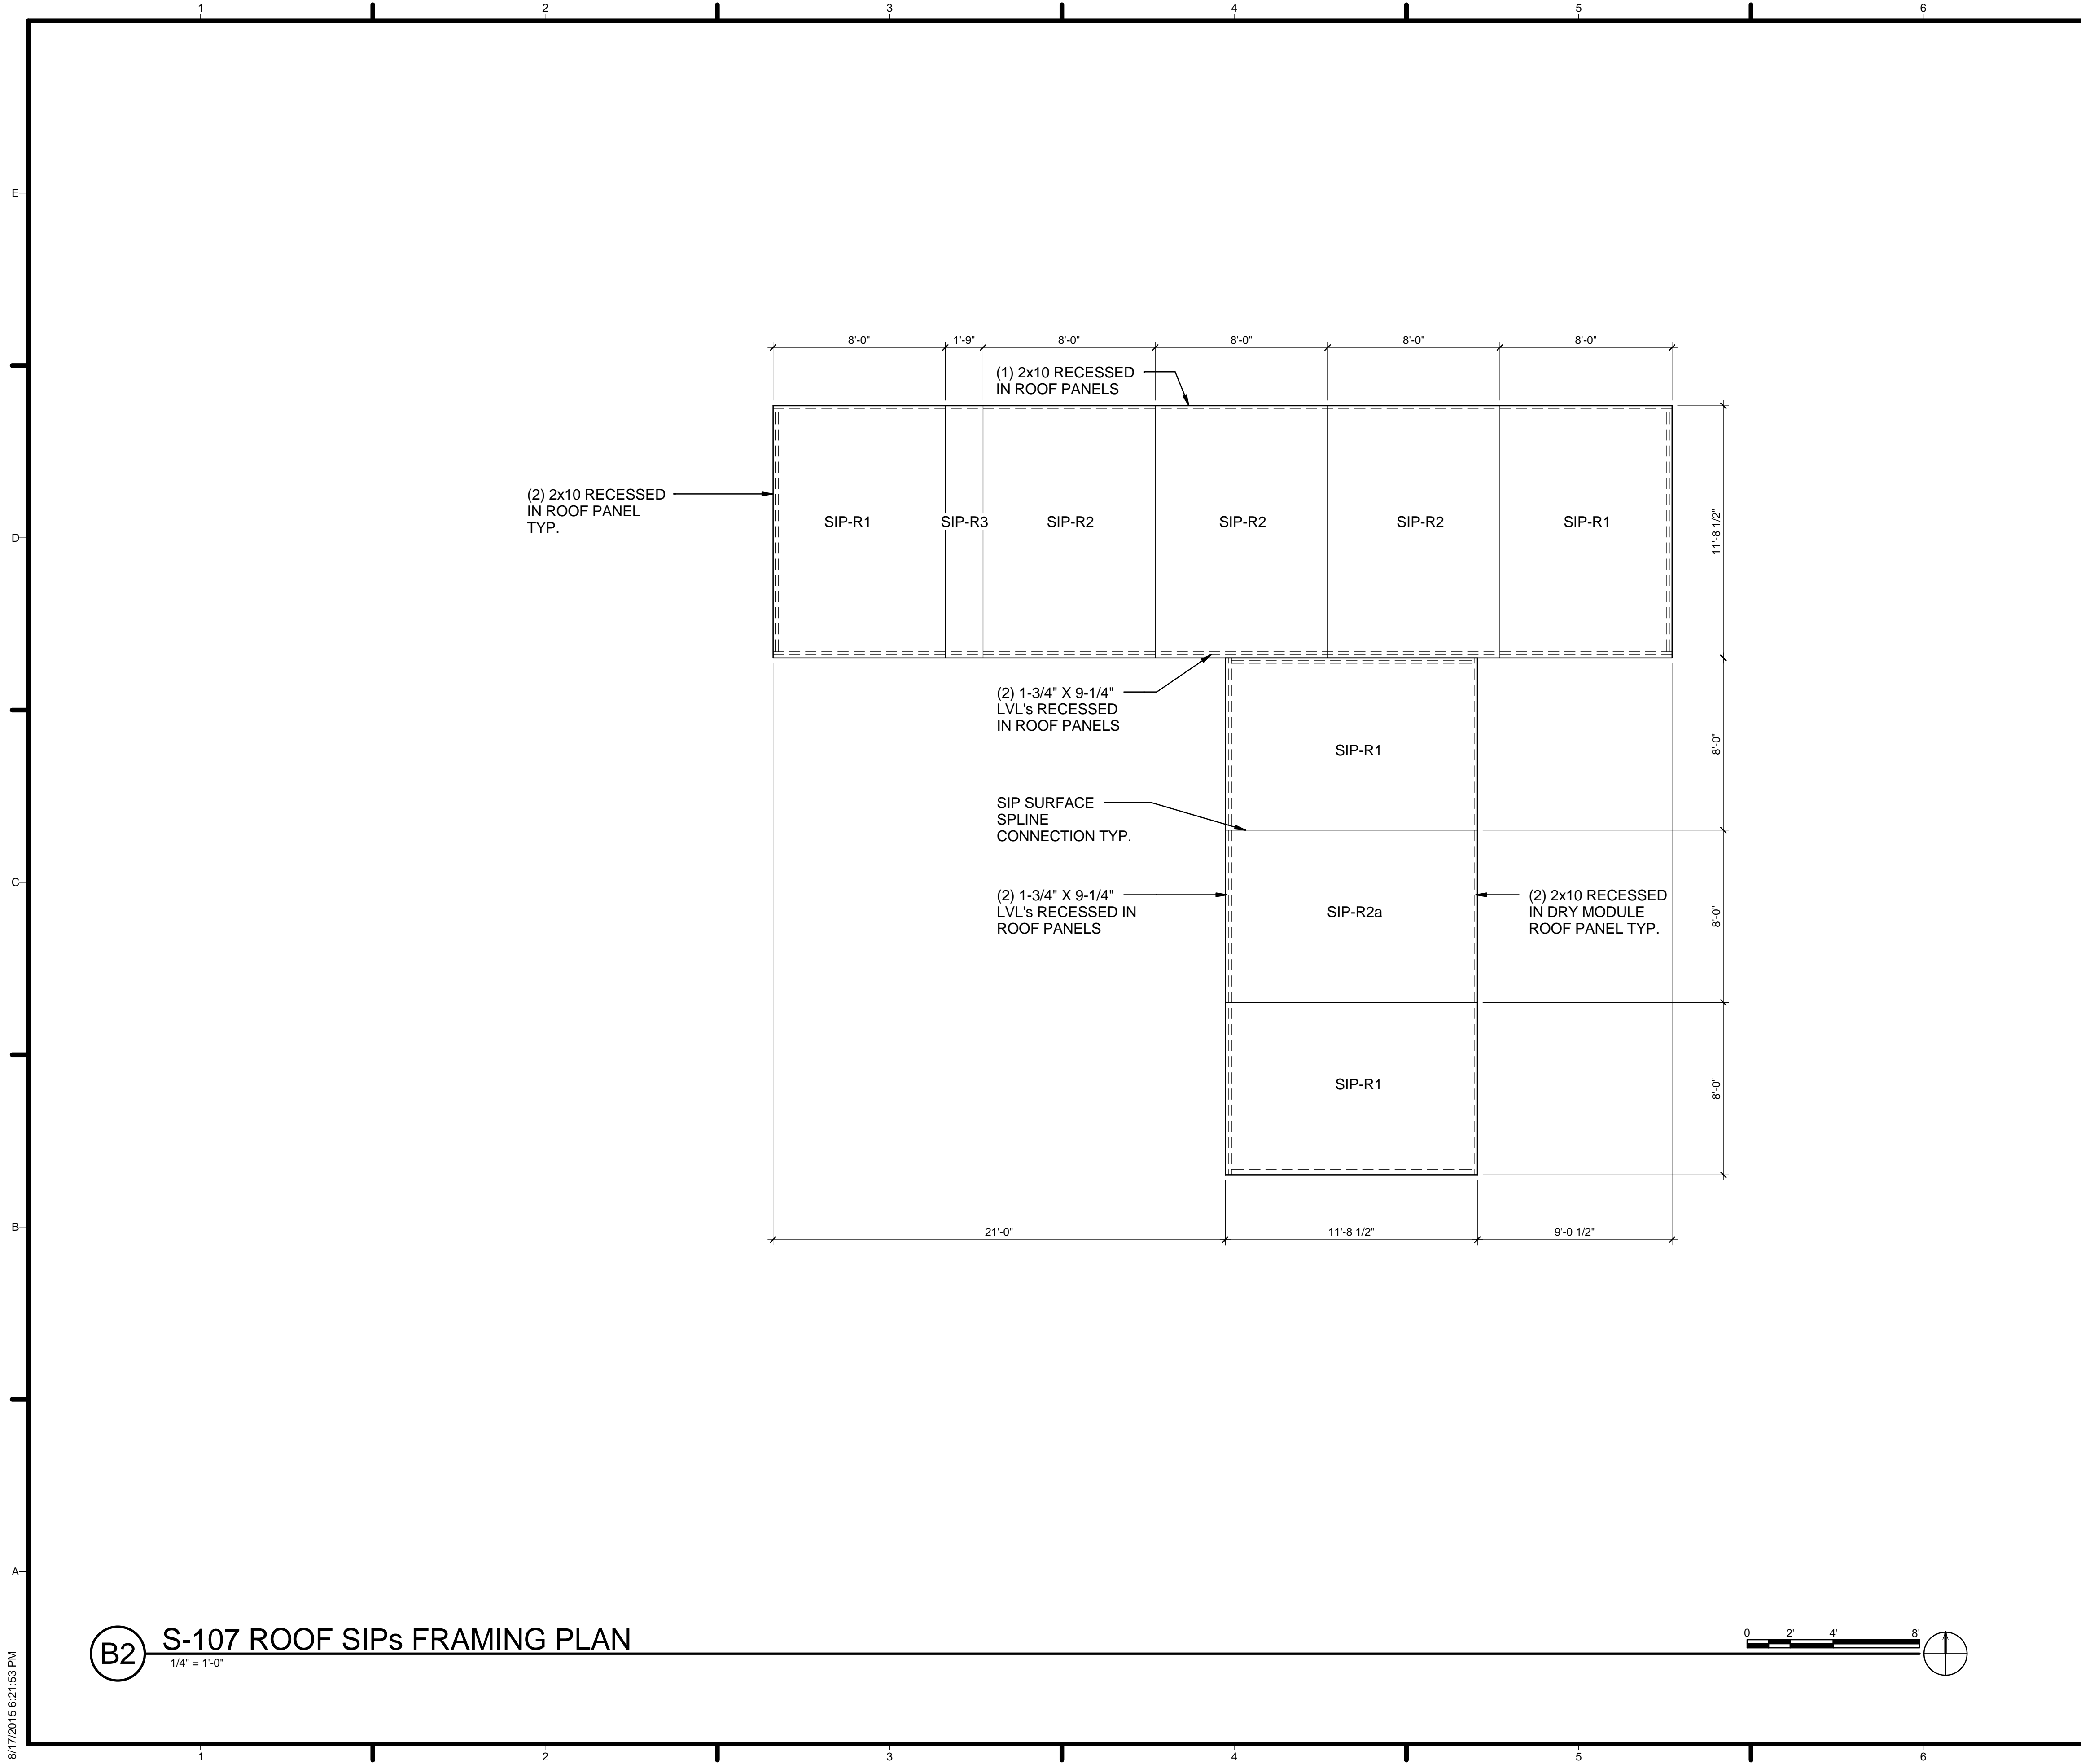 1 2 3 4 5 6
E
D
C
B
A
8'-0" 1'-9" 8'-0" 8'-0" 8'-0" 8'-0"
(1) 2x10 RECESSED
IN ROOF PANELS
(2) 2x10 RECESSED
IN ROOF PANEL
TYP.
SIP-R1 SIP-R3 SIP-R2 SIP-R2 SIP-R2 SIP-R1
11'-8 1/2"
(2) 1-3/4" X 9-1/4"
LVL's RECESSED
IN ROOF PANELS
SIP-R1
8'-0"
SIP SURFACE
SPLINE
CONNECTION TYP.
(2) 1-3/4" X 9-1/4"
LVL's RECESSED IN
ROOF PANELS
SIP-R2a
(2) 2x10 RECESSED
IN DRY MODULE
ROOF PANEL TYP.
8'-0"
SIP-R1
8'-0"
21'-0" 11'-8 1/2" 9'-0 1/2"
B2
S-107 ROOF SIPs FRAMING PLAN
1/4" = 1'-0"
0 2' 4' 8'
8/17/2015 6:21:53 PM
1 2 3 4 5 6